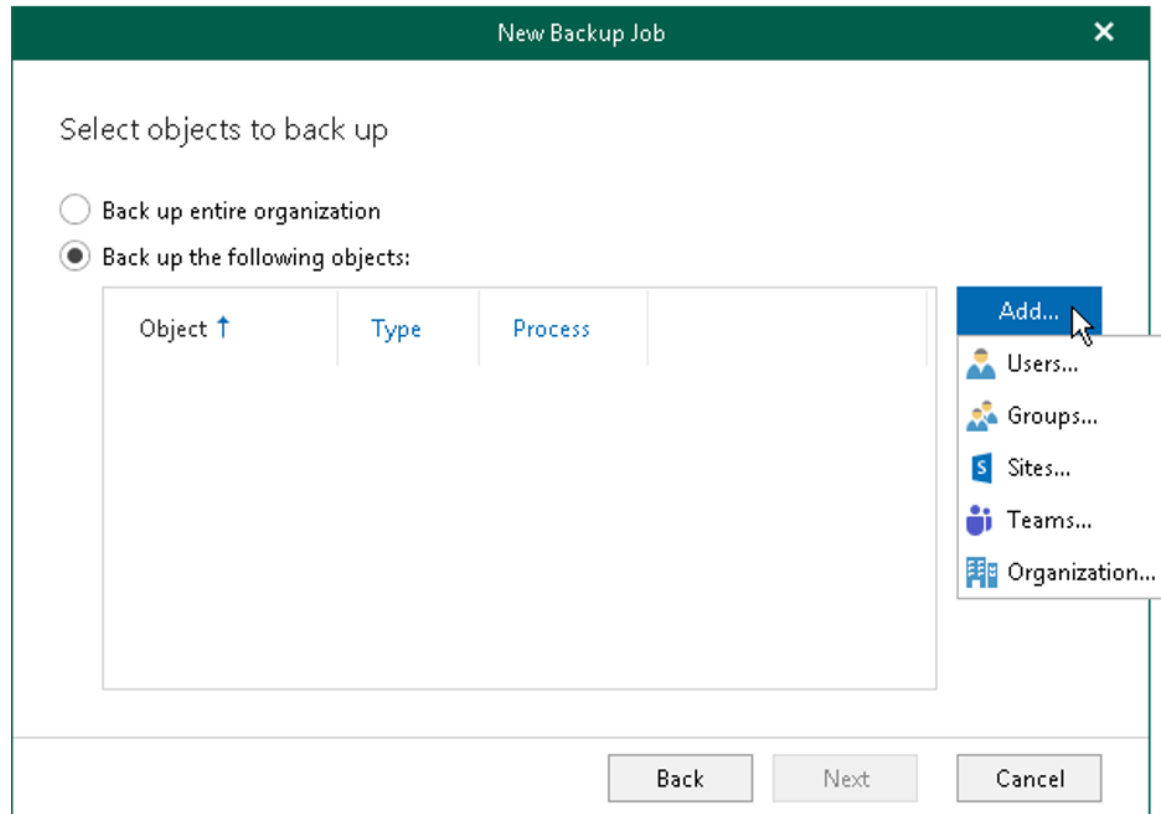 New Backup Job
Select objects to back up
Back up entire organization
Back up the following objects:
Object Type Process
Add...
Users...
Groups...
S Sites...
Teams...
Organization...
Back Next Cancel